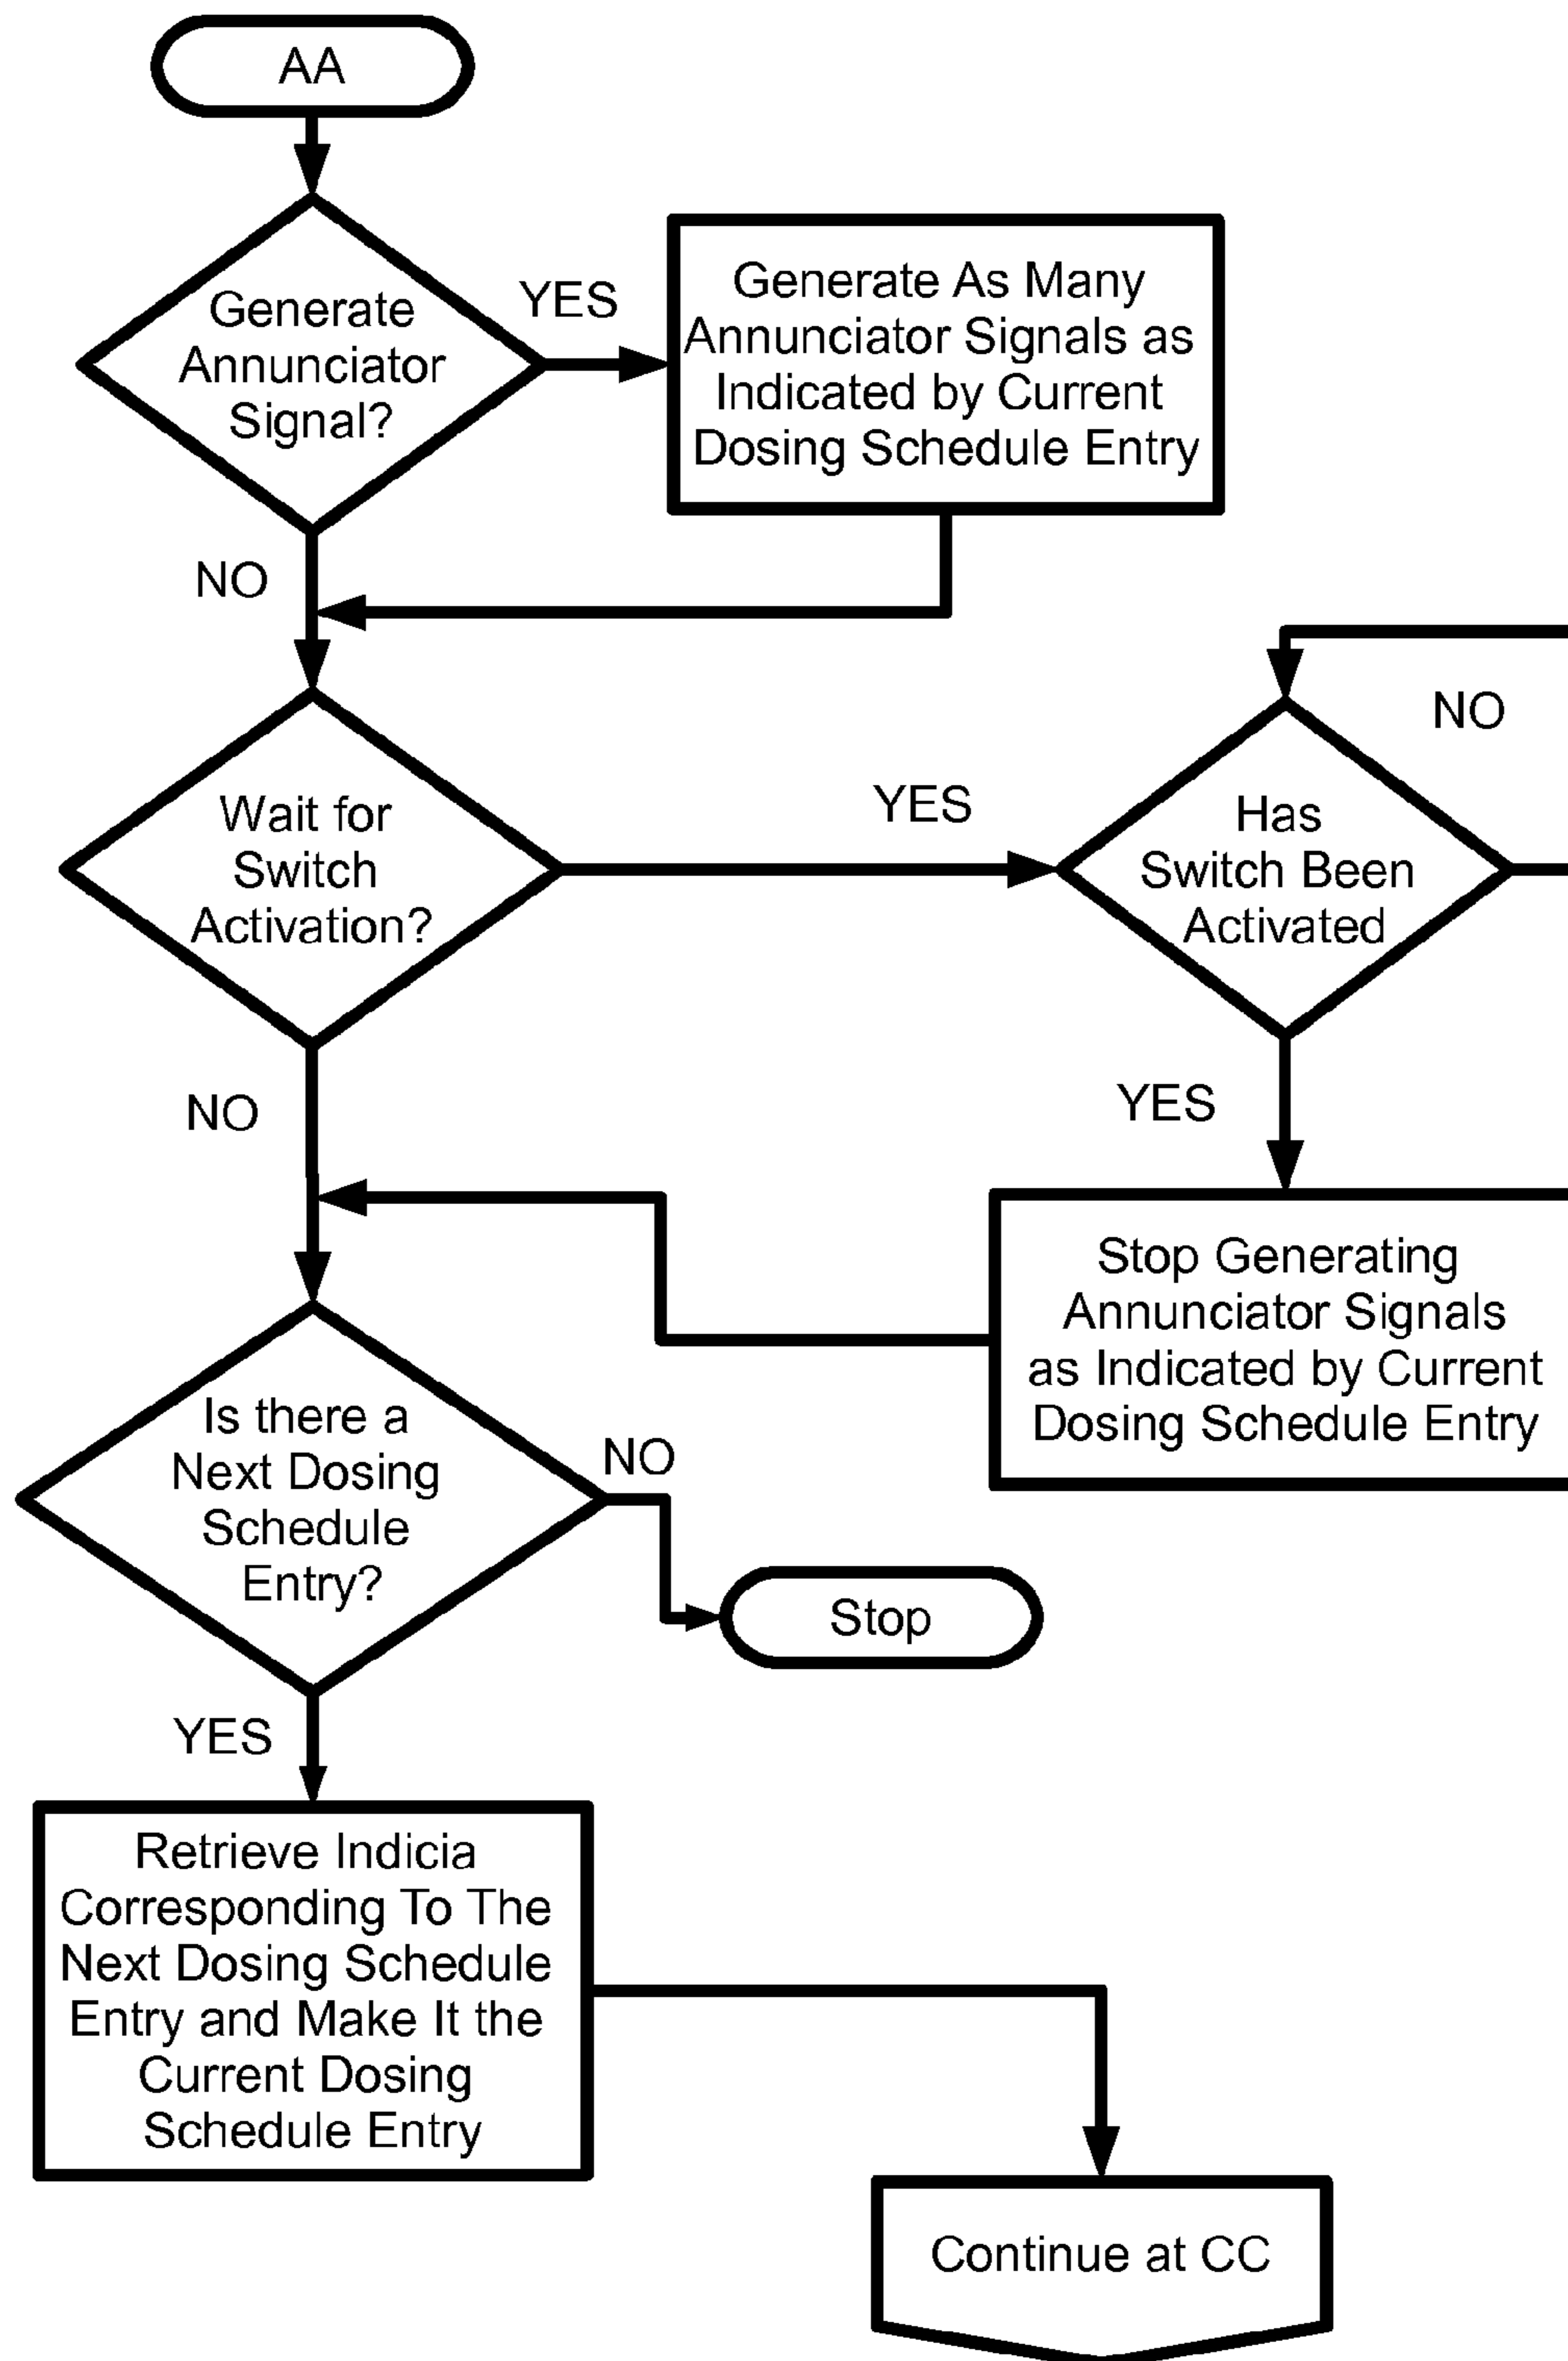 AA
Generate
Annunciator
Signal?
YES
Generate As Many
Annunciator Signals as
Indicated by Current
Dosing Schedule Entry
NO
Wait for
Switch
Activation?
YES
Has
Switch Been
Activated
NO
NO
YES
Stop Generating
Annunciator Signals
as Indicated by Current
Dosing Schedule Entry
Is there a
Next Dosing
Schedule
Entry?
NO
Stop
YES
Retrieve Indicia
Corresponding To The
Next Dosing Schedule
Entry and Make It the
Current Dosing
Schedule Entry
Continue at CC